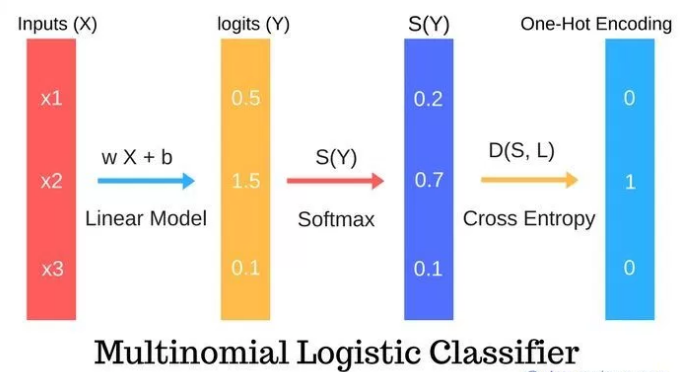 Inputs (X) logits (Y) S(Y) One-Hot Encoding
x1 0.5 0.2 0
w X + b S(Y) D(S, L)
x2 1.5 0.7 1
Linear Model Softmax Cross Entropy
x3 0.1 0.1 0
Multinomial Logistic Classifier